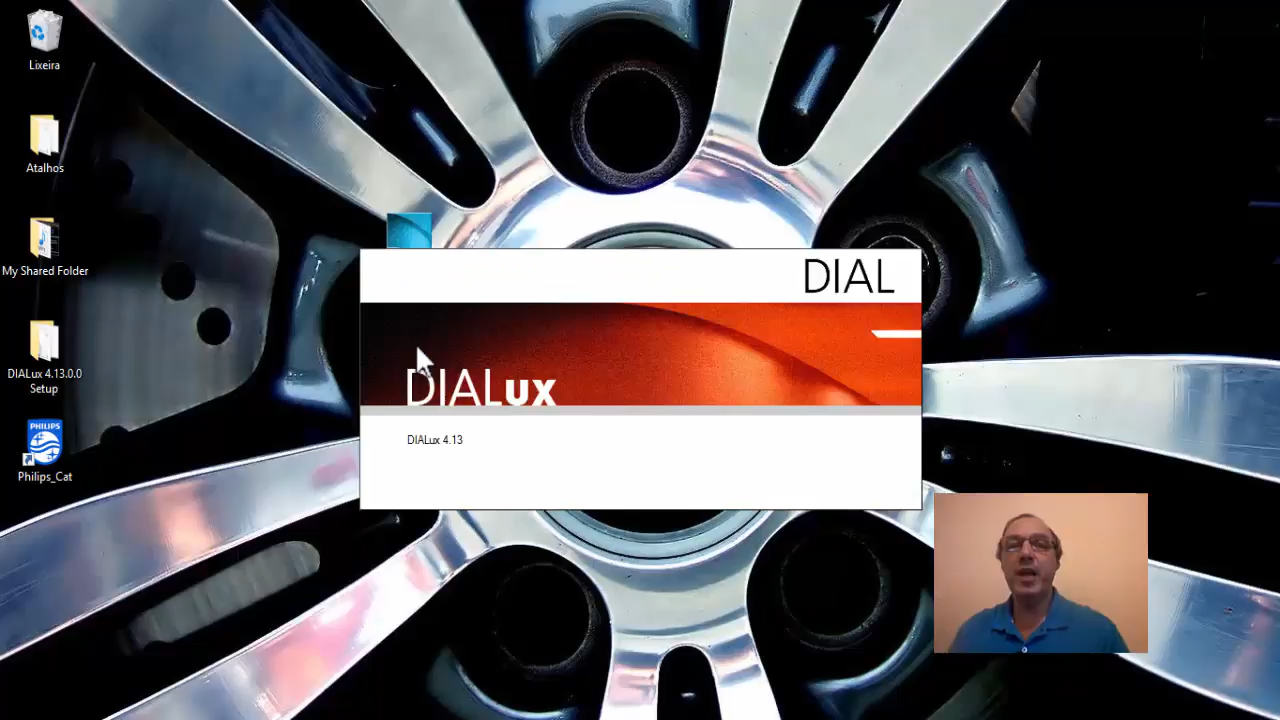 Lixeira
Atalhos
My Shared Folder
DIALux 4.13.0.0
Setup
PHILIPS
Philips_Cat
DIAL
DIALux
DIALux 4.13